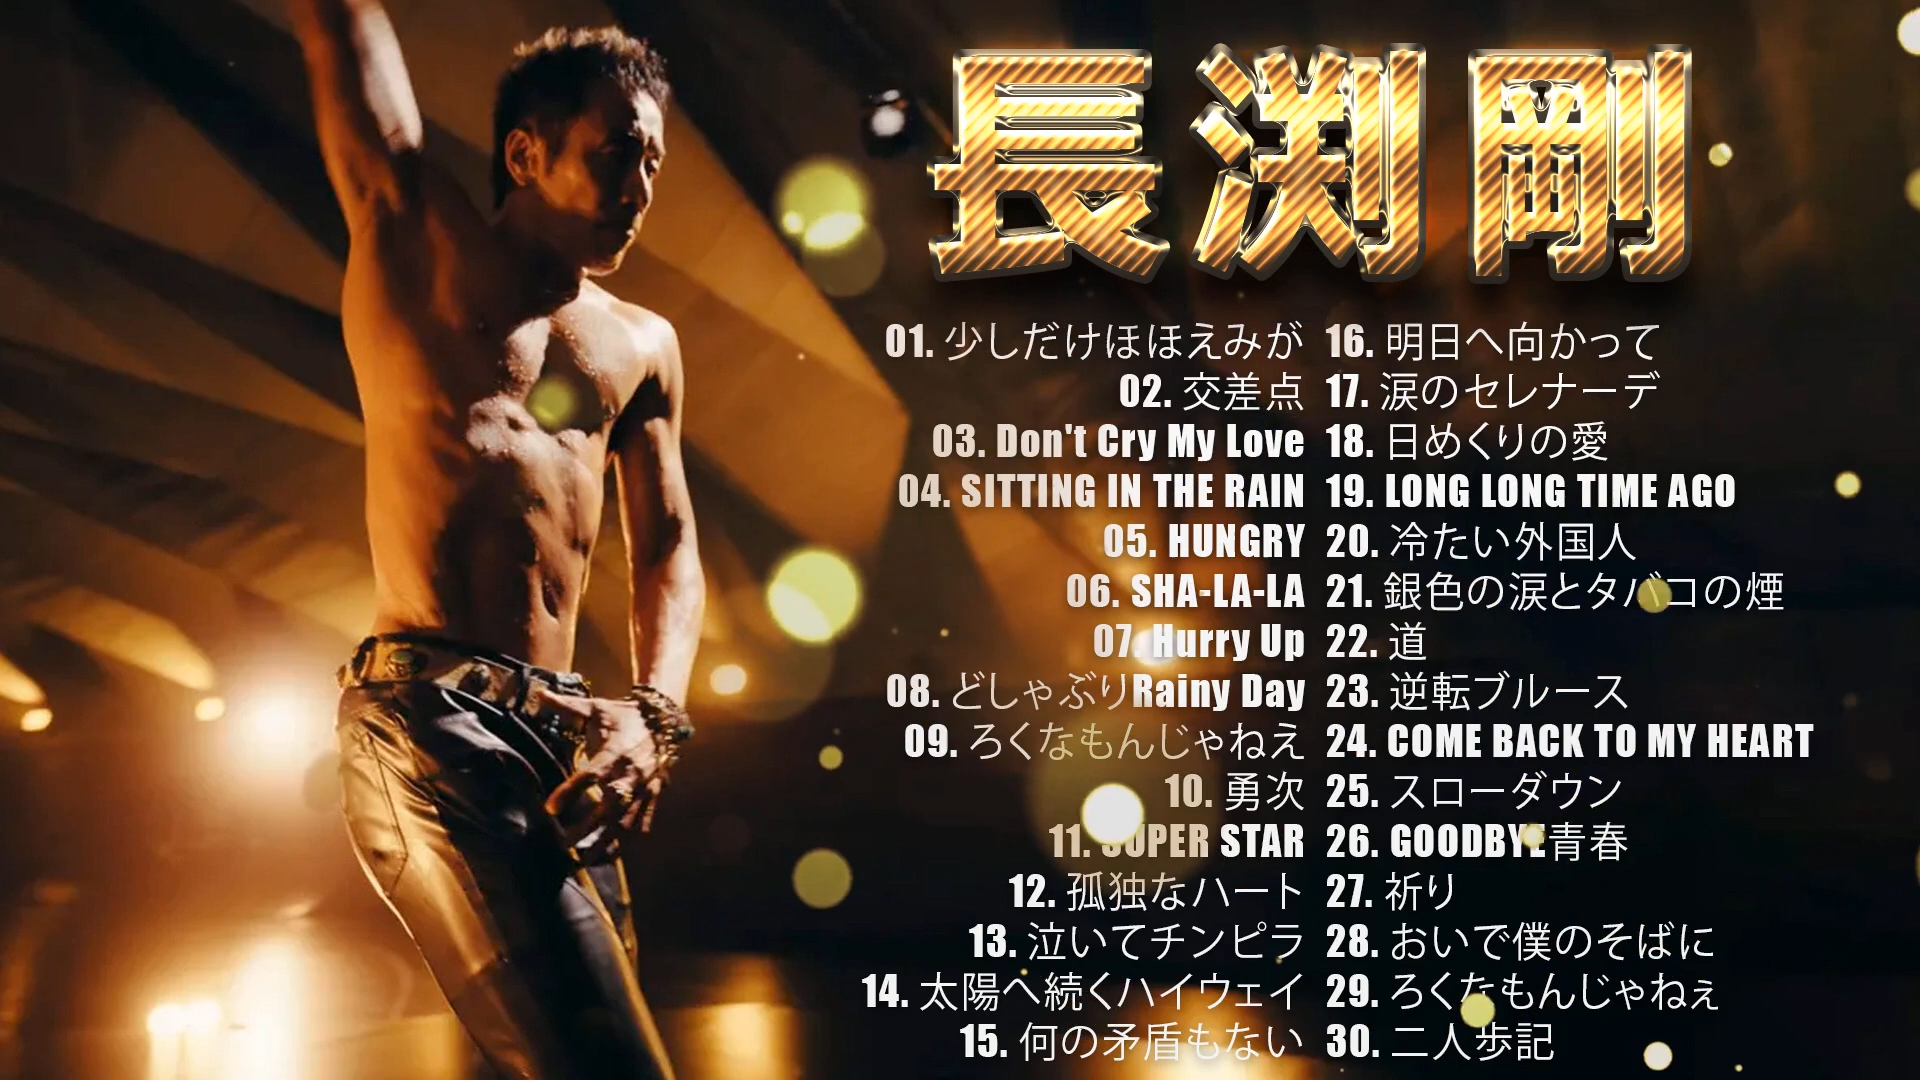 長渕剛
01. 少しだけほほえみが
02. 交差点
03. Don't Cry My Love
04. SITTING IN THE RAIN
05. HUNGRY
06. SHA-LA-LA
07. Hurry Up
08. どしゃぶりRainy Day
09. ろくなもんじゃねえ
10. 勇次
11. SUPER STAR
12. 孤独なハート
13. 泣いてチンピラ
14. 太陽へ続くハイウェイ
15. 何の矛盾もない
16. 明日へ向かって
17. 涙のセレナーデ
18. 日めくりの愛
19. LONG LONG TIME AGO
20. 冷たい外国人
21. 銀色の涙とタバコの煙
22. 道
23. 逆転ブルース
24. COME BACK TO MY HEART
25. スローダウン
26. GOODBYE青春
27. 祈り
28. おいで僕のそばに
29. ろくなもんじゃねぇ
30. 二人歩記